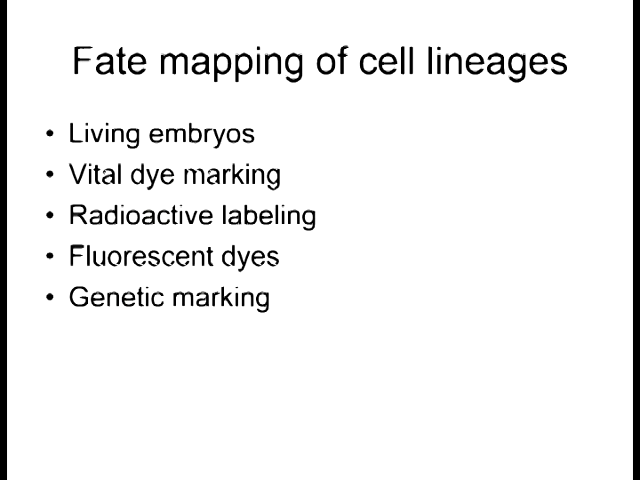 Fate mapping of cell lineages
• Living embryos
• Vital dye marking
• Radioactive labeling
• Fluorescent dyes
• Genetic marking